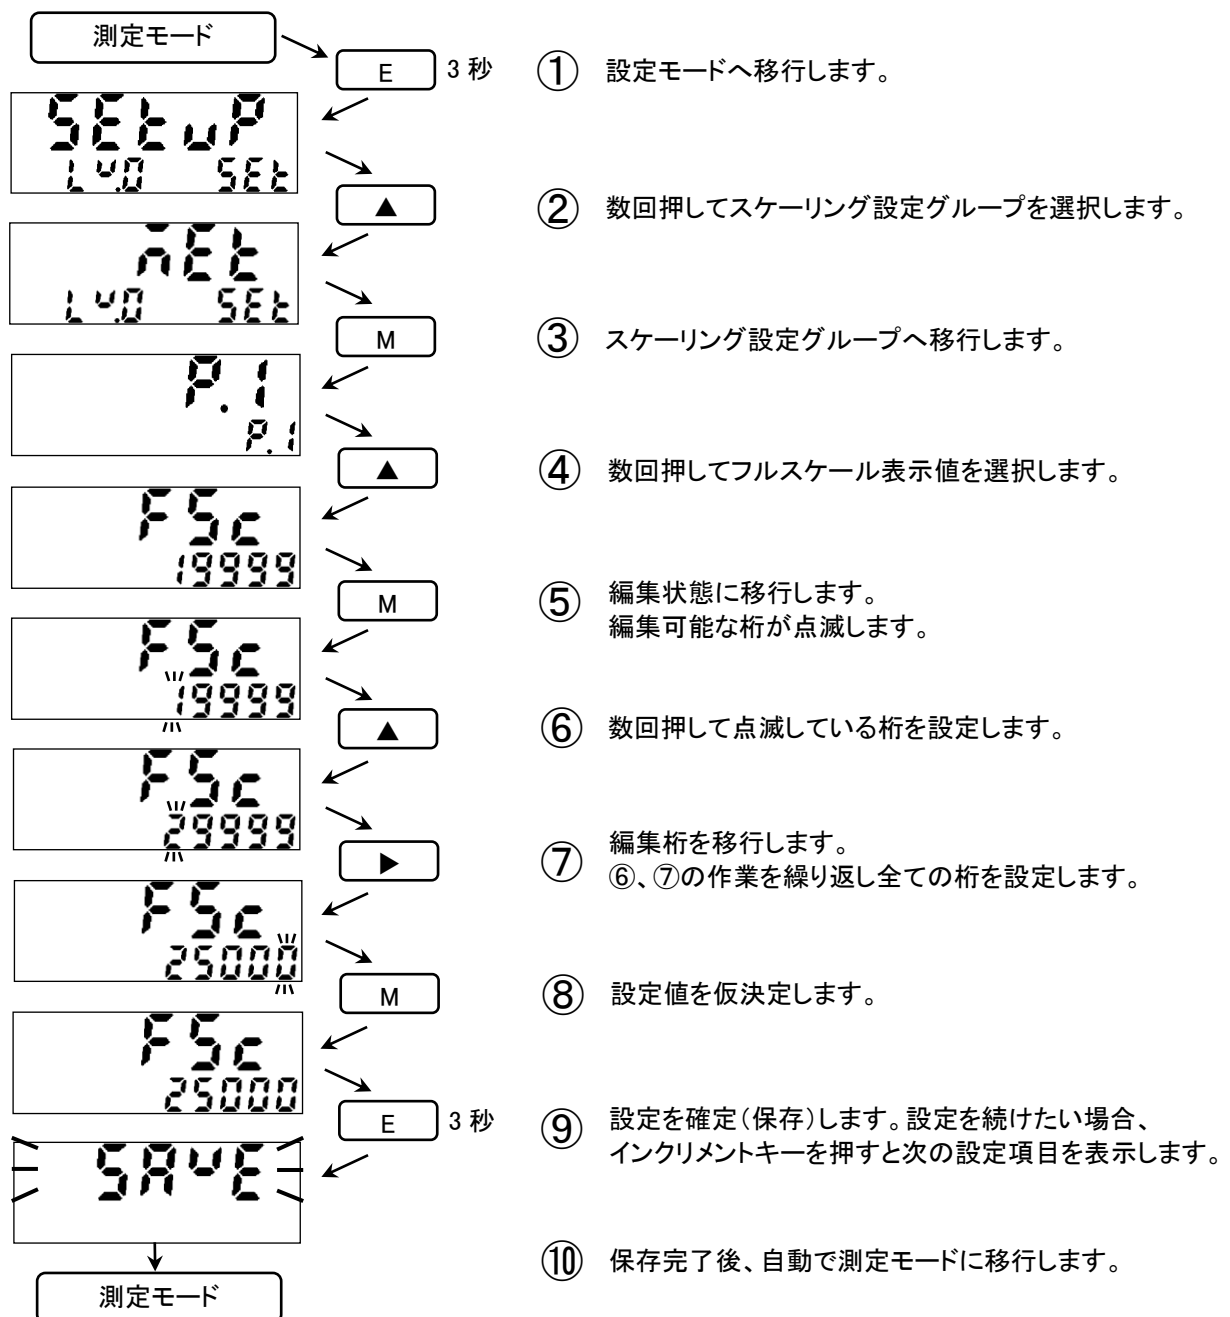 測定モード
E 3 秒
① 設定モードへ移行します。
SEtuP
Lv.0 SEt
▲
② 数回押してスケーリング設定グループを選択します。
mEt
Lv.0 SEt
M
③ スケーリング設定グループへ移行します。
P. 1
P. 1
▲
④ 数回押してフルスケール表示値を選択します。
FSc
19999
M
⑤ 編集状態に移行します。
編集可能な桁が点滅します。
FSc
19999
▲
⑥ 数回押して点滅している桁を設定します。
FSc
29999
▶
⑦ 編集桁を移行します。
⑥、⑦の作業を繰り返し全ての桁を設定します。
FSc
25000
M
⑧ 設定値を仮決定します。
FSc
25000
E 3 秒
⑨ 設定を確定（保存）します。設定を続けたい場合、
インクリメントキーを押すと次の設定項目を表示します。
SAvE
⑩ 保存完了後、自動で測定モードに移行します。
測定モード